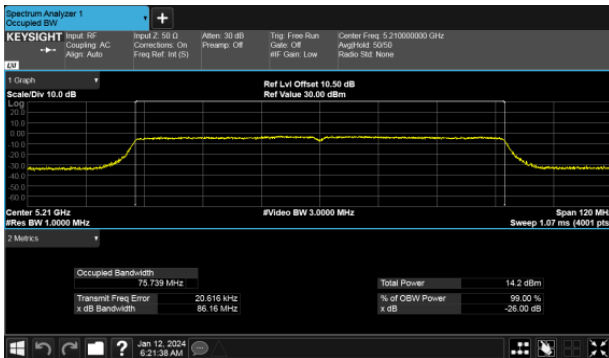 Spectrum Analyzer 1
Occupied BW
KEYSIGHT
Input: RF
Coupling: AC
Align: Auto
Input Z: 50 Ω
Corrections: On
Freq Ref: Int (S)
Atten: 30 dB
Preamp: Off
Trig: Free Run
Gate: Off
#IF Gain: Low
Center Freq: 5.210000000 GHz
Avg|Hold: 50/50
Radio Std: None
LXI
1 Graph
Scale/Div 10.0 dB
Ref Lvl Offset 10.50 dB
Ref Value 30.00 dBm
Log
20.0
10.0
0.00
-10.0
-20.0
-30.0
-40.0
-50.0
-60.0
Center 5.21 GHz
#Res BW 1.0000 MHz
#Video BW 3.0000 MHz
Span 120 MHz
Sweep 1.07 ms (4001 pts)
2 Metrics
Occupied Bandwidth
75.739 MHz
Transmit Freq Error 20.616 kHz
x dB Bandwidth 86.16 MHz
Total Power 14.2 dBm
% of OBW Power 99.00 %
x dB -26.00 dB
Jan 12, 2024
6:21:38 AM